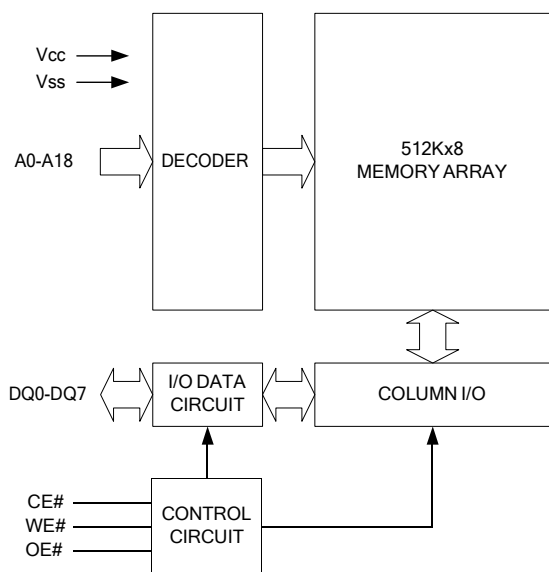 Vcc
Vss
A0-A18
DECODER
512Kx8
MEMORY ARRAY
DQ0-DQ7
I/O DATA
CIRCUIT
COLUMN I/O
CE#
WE#
OE#
CONTROL
CIRCUIT